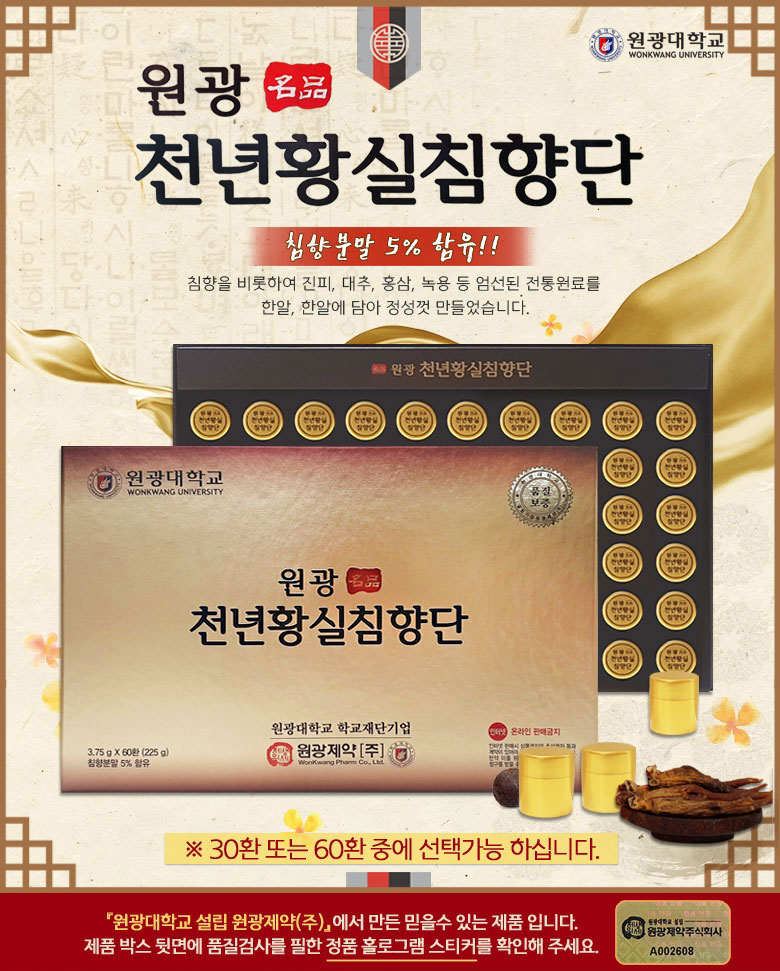 원광대학교
WONKWANG UNIVERSITY
원광 名品
천년황실침향단
침향분말 5% 함유!!
침향을 비롯하여 진피, 대추, 홍삼, 녹용 등 엄선된 전통원료를
한알, 한알에 담아 정성껏 만들었습니다.
名品 원광 천년황실침향단
원광대학교
WONKWANG UNIVERSITY
품질
보증
원광 名品
천년황실침향단
원광대학교 학교재단기업
원광제약[주]
WonKwang Pharm Co., Ltd.
3.75 g X 60환 (225 g)
침향분말 5% 함유
인터넷 온라인 판매금지
※ 30환 또는 60환 중에 선택가능 하십니다.
『원광대학교 설립 원광제약(주)』에서 만든 믿을수 있는 제품 입니다.
제품 박스 뒷면에 품질검사를 필한 정품 홀로그램 스티커를 확인해 주세요.
원광대학교 설립
원광제약주식회사
A002608